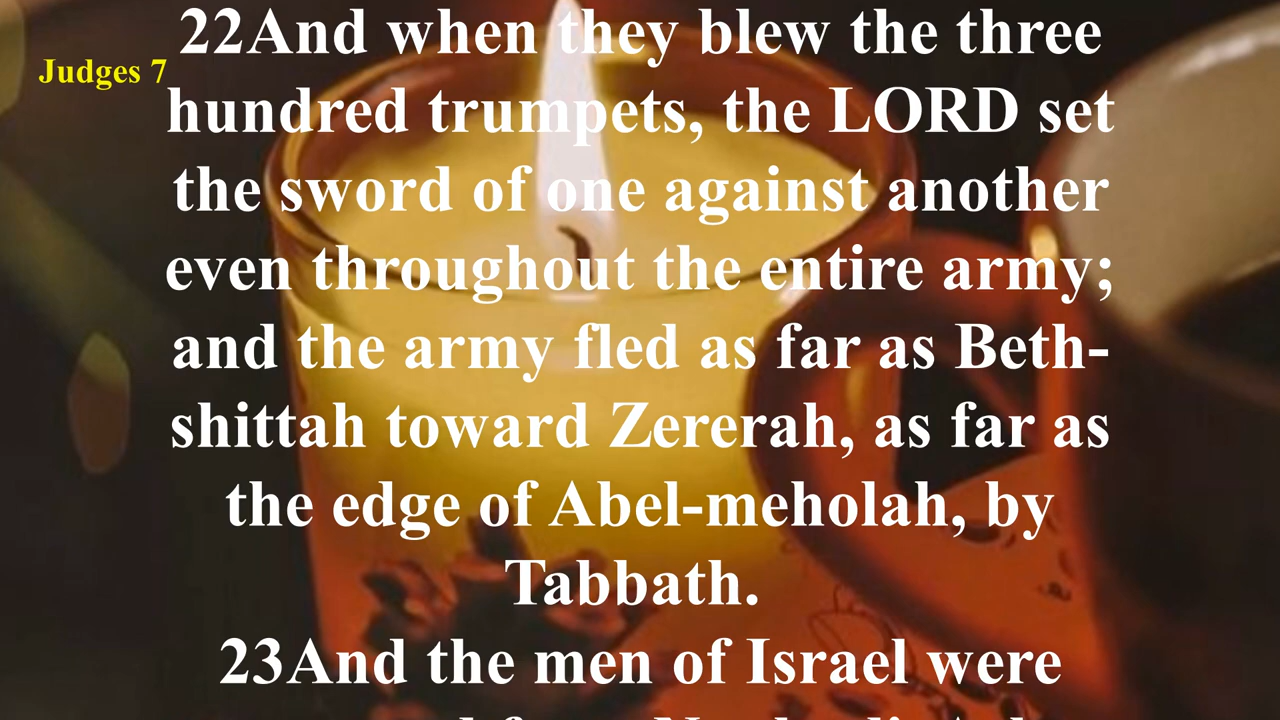 Judges 7
22And when they blew the three
hundred trumpets, the LORD set
the sword of one against another
even throughout the entire army;
and the army fled as far as Beth-
shittah toward Zererah, as far as
the edge of Abel-meholah, by
Tabbath.
23And the men of Israel were